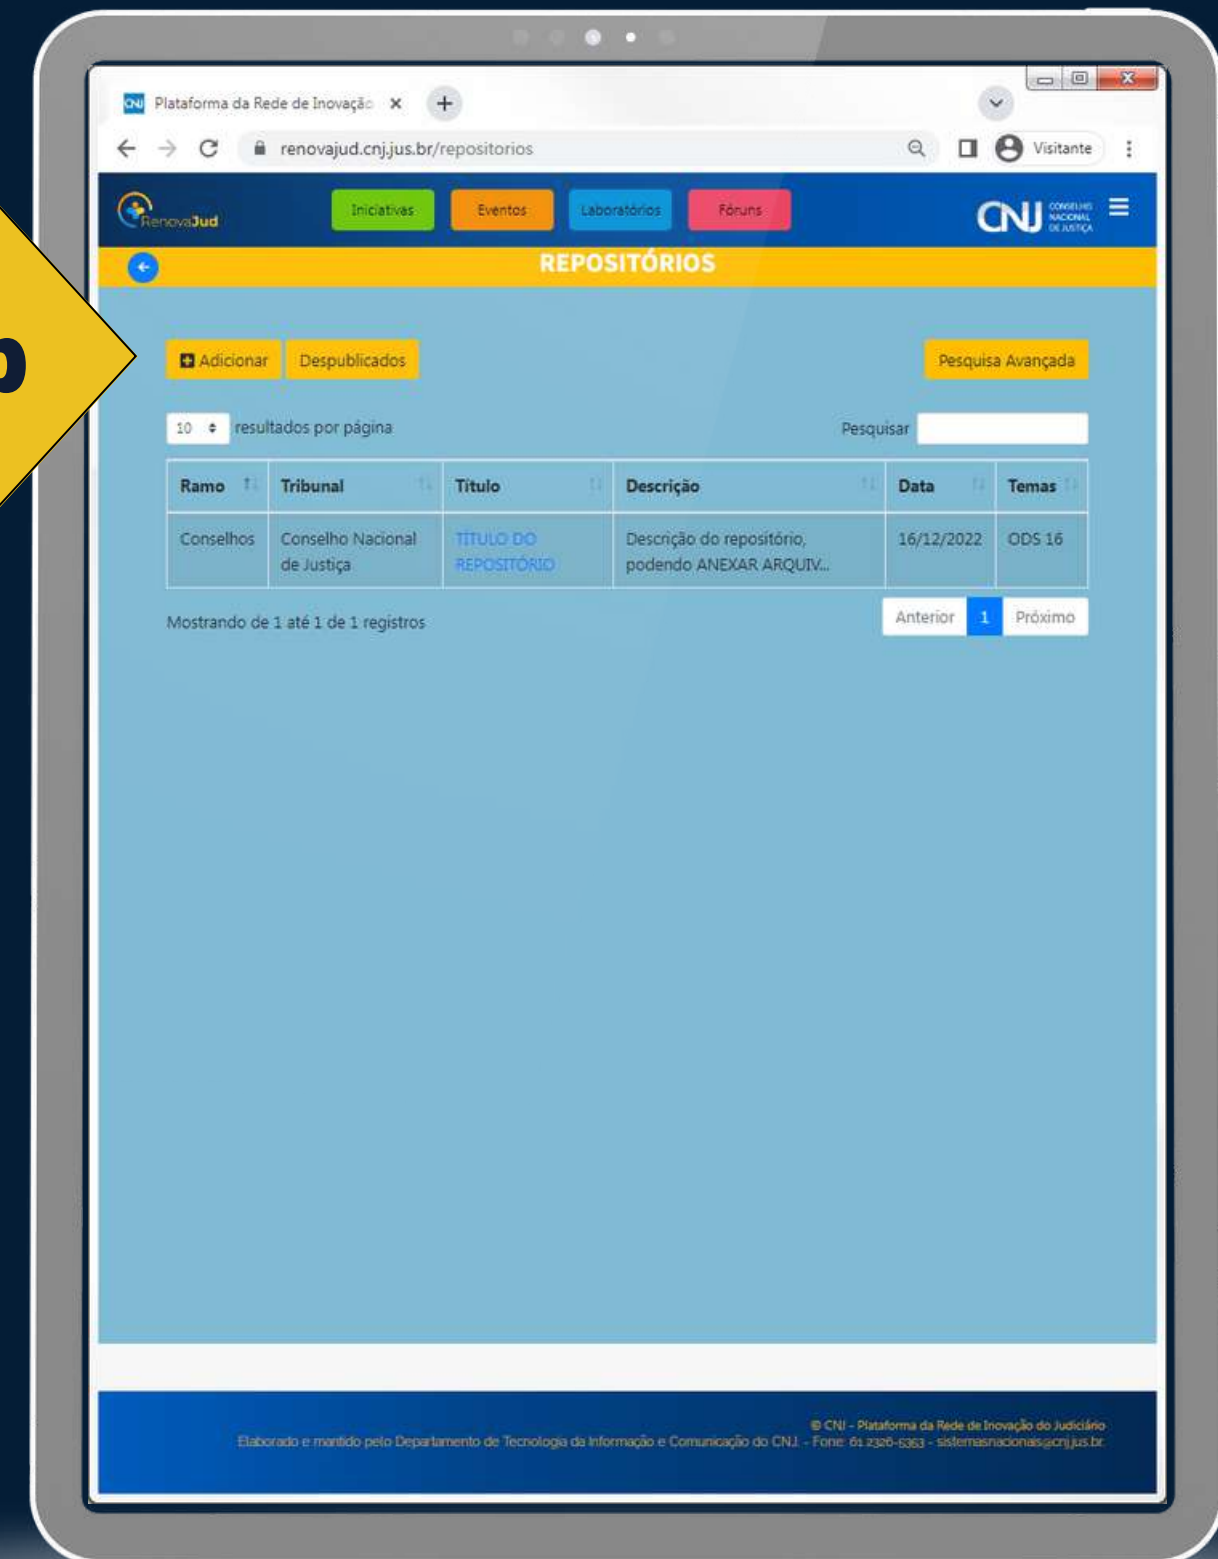 Plataforma da Rede de Inovação
renovajud.cnj.jus.br/repositorios
Visitante
RenovaJud
Iniciativas
Eventos
Laboratórios
Fóruns
CNJ
CONSELHO
NACIONAL
DE JUSTIÇA
REPOSITÓRIOS
Adicionar
Despublicados
Pesquisa Avançada
10 resultados por página
Pesquisar
Ramo Tribunal Título Descrição Data Temas
Conselhos Conselho Nacional TÍTULO DO Descrição do repositório, 16/12/2022 ODS 16
de Justiça REPOSITÓRIO podendo ANEXAR ARQUIV...
Mostrando de 1 até 1 de 1 registros
Anterior 1 Próximo
© CNJ - Plataforma da Rede de Inovação do Judiciário
Elaborado e mantido pelo Departamento de Tecnologia da Informação e Comunicação do CNJ. - Fone: 61 2326-5363 - sistemasnacionais@cnj.jus.br